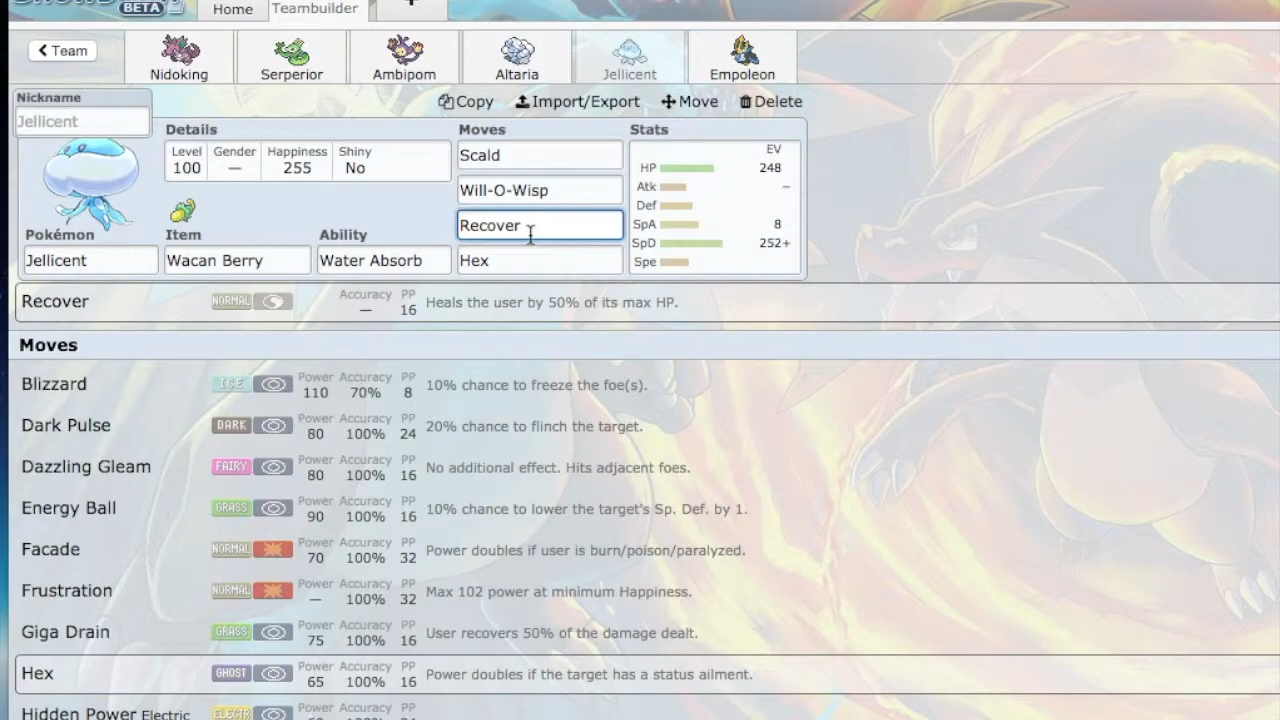 BETA
Home
Teambuilder
+
Team
Nidoking
Serperior
Ambipom
Altaria
Jellicent
Empoleon
Copy Import/Export Move Delete
Nickname
Jellicent
Details
Level Gender Happiness Shiny
100 — 255 No
Pokémon
Jellicent
Item
Wacan Berry
Ability
Water Absorb
Moves
Scald
Will-O-Wisp
Recover
Hex
Stats
EV
HP 248
Atk –
Def
SpA 8
SpD 252+
Spe
Recover NORMAL Accuracy — PP 16 Heals the user by 50% of its max HP.
Moves
Blizzard ICE Power 110 Accuracy 70% PP 8 10% chance to freeze the foe(s).
Dark Pulse DARK Power 80 Accuracy 100% PP 24 20% chance to flinch the target.
Dazzling Gleam FAIRY Power 80 Accuracy 100% PP 16 No additional effect. Hits adjacent foes.
Energy Ball GRASS Power 90 Accuracy 100% PP 16 10% chance to lower the target's Sp. Def. by 1.
Facade NORMAL Power 70 Accuracy 100% PP 32 Power doubles if user is burn/poison/paralyzed.
Frustration NORMAL Power — Accuracy 100% PP 32 Max 102 power at minimum Happiness.
Giga Drain GRASS Power 75 Accuracy 100% PP 16 User recovers 50% of the damage dealt.
Hex GHOST Power 65 Accuracy 100% PP 16 Power doubles if the target has a status ailment.
Hidden Power Electric ELECTR Power Accuracy PP